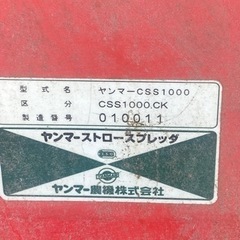 型式名 ヤンマーCSS1000
区分 CSS1000.CK
製造番号 010011
ヤンマーストロースプレッダ
ヤンマー農機株式会社